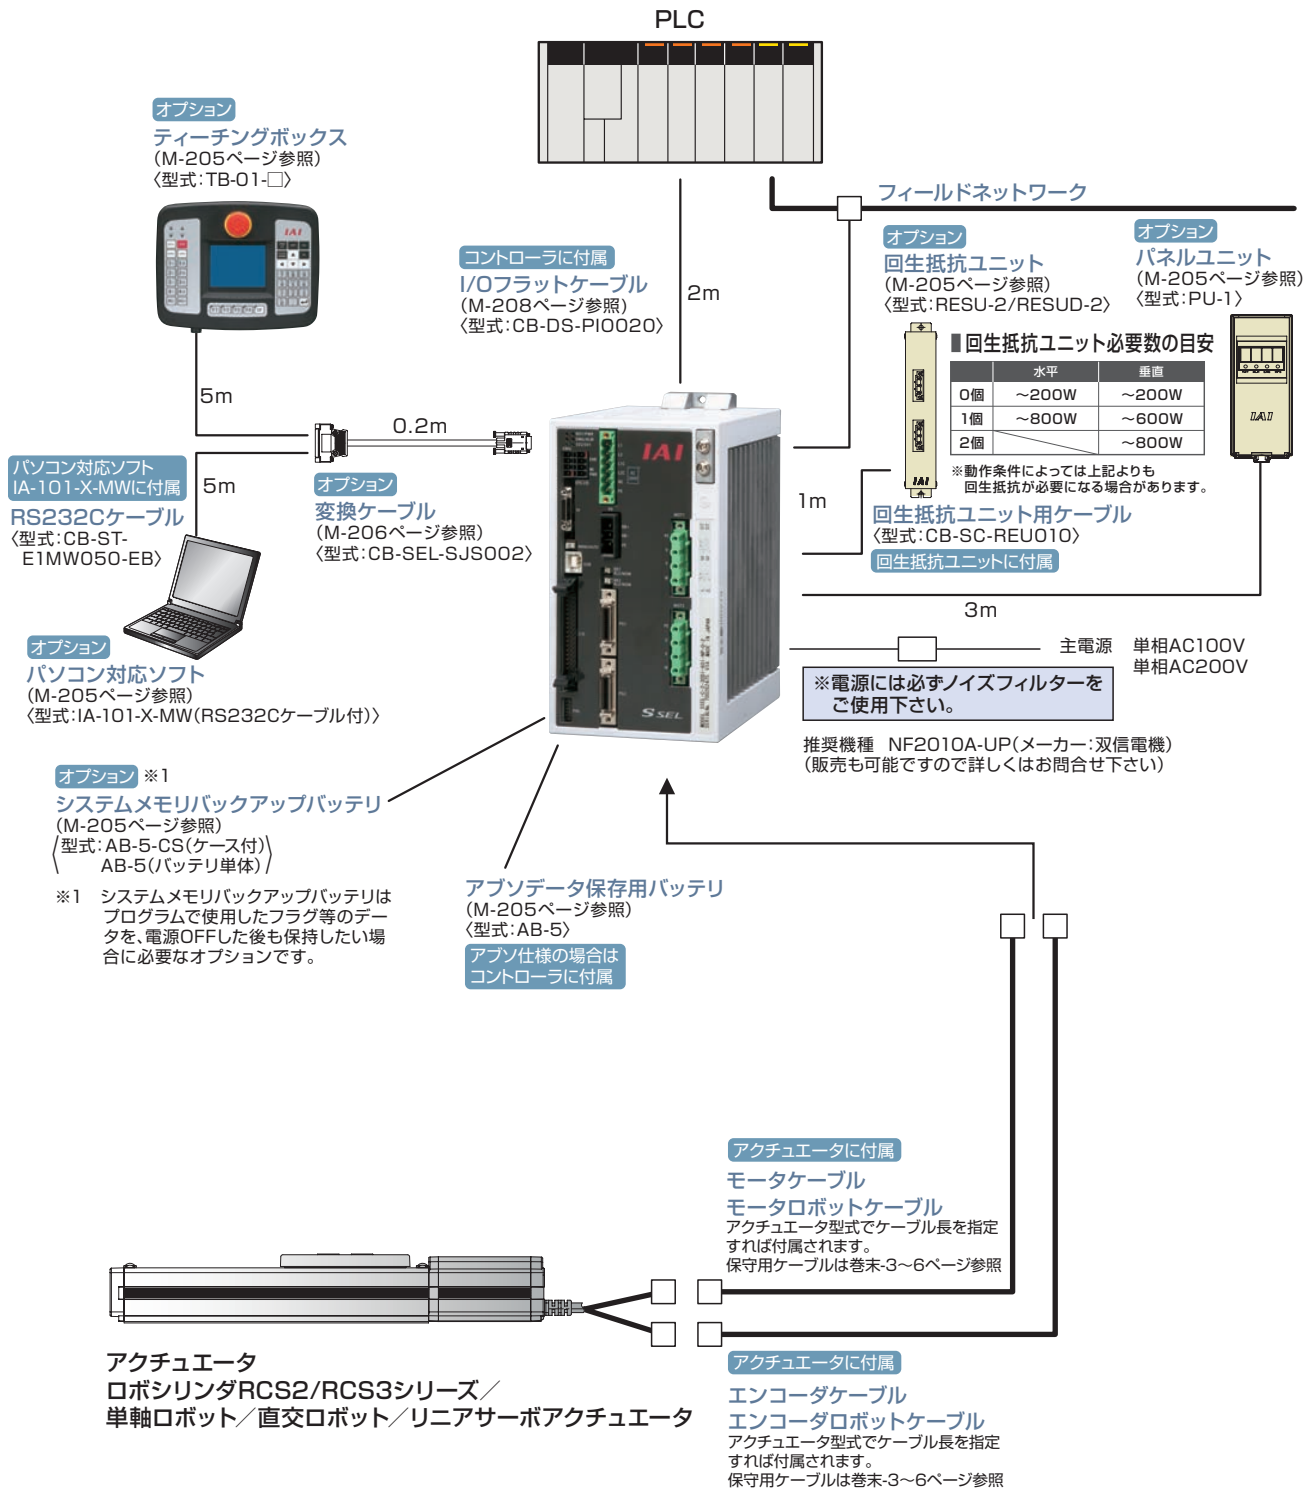 PLC
オプション
ティーチングボックス
(M-205ページ参照)
〈型式:TB-01-□〉
IAI
5m
パソコン対応ソフト
IA-101-X-MWに付属
RS232Cケーブル
〈型式:CB-ST-
E1MW050-EB〉
5m
オプション
パソコン対応ソフト
(M-205ページ参照)
〈型式:IA-101-X-MW(RS232Cケーブル付)〉
0.2m
オプション
変換ケーブル
(M-206ページ参照)
〈型式:CB-SEL-SJS002〉
コントローラに付属
I/Oフラットケーブル
(M-208ページ参照)
〈型式:CB-DS-PIO020〉
2m
フィールドネットワーク
オプション
回生抵抗ユニット
(M-205ページ参照)
〈型式:RESU-2/RESUD-2〉
オプション
パネルユニット
(M-205ページ参照)
〈型式:PU-1〉
■回生抵抗ユニット必要数の目安
水平 垂直
0個 ～200W ～200W
1個 ～800W ～600W
2個 ～800W
※動作条件によっては上記よりも
回生抵抗が必要になる場合があります。
IAI
IAI
IAI
S SEL
1m
回生抵抗ユニット用ケーブル
〈型式:CB-SC-REU010〉
回生抵抗ユニットに付属
3m
主電源 単相AC100V
単相AC200V
※電源には必ずノイズフィルターを
ご使用下さい。
推奨機種 NF2010A-UP(メーカー:双信電機)
(販売も可能ですので詳しくはお問合せ下さい)
オプション ※1
システムメモリバックアップバッテリ
(M-205ページ参照)
〈型式:AB-5-CS(ケース付)
AB-5(バッテリ単体)〉
※1 システムメモリバックアップバッテリは
プログラムで使用したフラグ等のデー
タを、電源OFFした後も保持したい場
合に必要なオプションです。
アブソデータ保存用バッテリ
(M-205ページ参照)
〈型式:AB-5〉
アブソ仕様の場合は
コントローラに付属
アクチュエータに付属
モータケーブル
モータロボットケーブル
アクチュエータ型式でケーブル長を指定
すれば付属されます。
保守用ケーブルは巻末-3～6ページ参照
アクチュエータ
ロボシリンダRCS2/RCS3シリーズ／
単軸ロボット／直交ロボット／リニアサーボアクチュエータ
アクチュエータに付属
エンコーダケーブル
エンコーダロボットケーブル
アクチュエータ型式でケーブル長を指定
すれば付属されます。
保守用ケーブルは巻末-3～6ページ参照